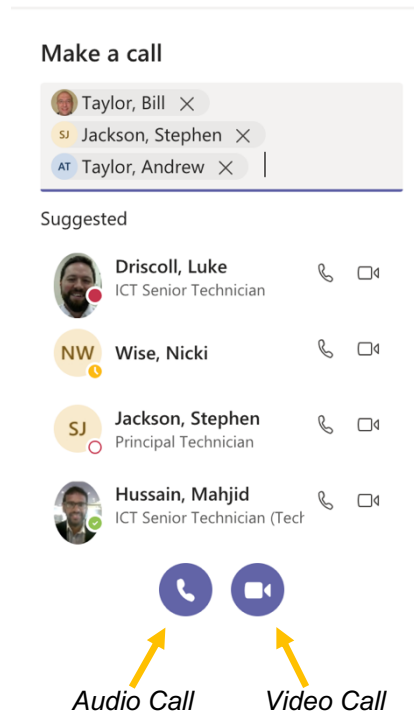 Make a call
Taylor, Bill
SJ Jackson, Stephen
AT Taylor, Andrew
Suggested
Driscoll, Luke
ICT Senior Technician
NW Wise, Nicki
SJ Jackson, Stephen
Principal Technician
Hussain, Mahjid
ICT Senior Technician (Tech
Audio Call Video Call